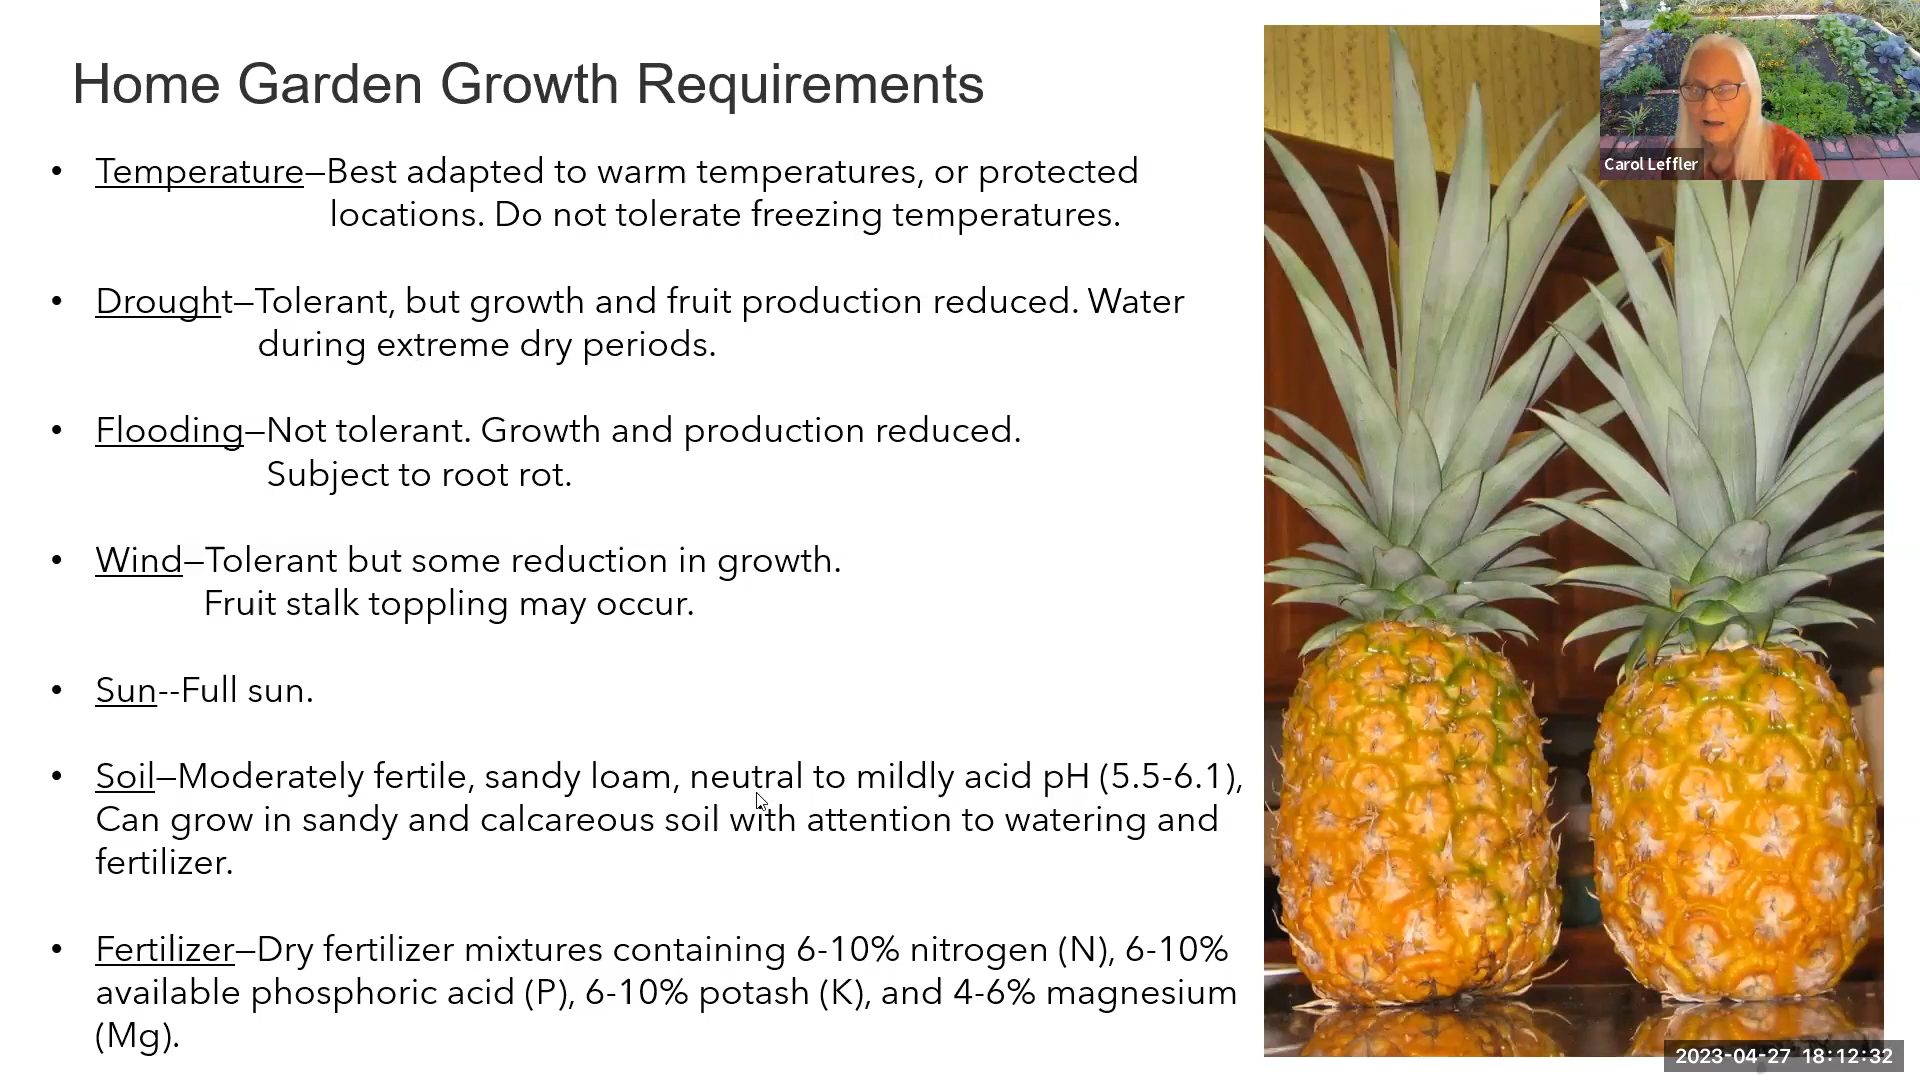 Home Garden Growth Requirements
• Temperature–Best adapted to warm temperatures, or protected
locations. Do not tolerate freezing temperatures.
• Drought–Tolerant, but growth and fruit production reduced. Water
during extreme dry periods.
• Flooding–Not tolerant. Growth and production reduced.
Subject to root rot.
• Wind–Tolerant but some reduction in growth.
Fruit stalk toppling may occur.
• Sun--Full sun.
• Soil–Moderately fertile, sandy loam, neutral to mildly acid pH (5.5-6.1),
Can grow in sandy and calcareous soil with attention to watering and
fertilizer.
• Fertilizer–Dry fertilizer mixtures containing 6-10% nitrogen (N), 6-10%
available phosphoric acid (P), 6-10% potash (K), and 4-6% magnesium
(Mg).
Carol Leffler
2023-04-27 18:12:32